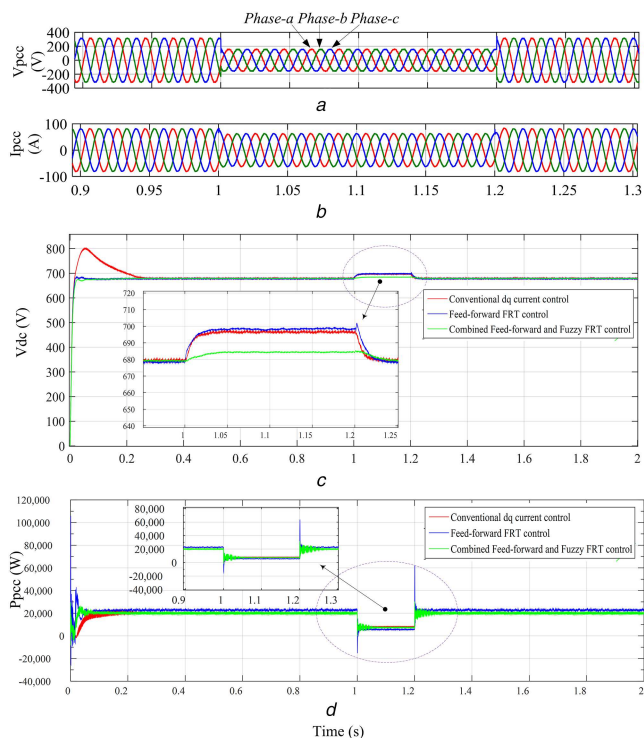 Phase-a Phase-b Phase-c
Vpcc
(V)
400
200
0
-200
-400
a
Ipcc
(A)
100
0
-100
0.9 0.95 1 1.05 1.1 1.15 1.2 1.25 1.3
b
Vdc
800
700
600
500
400
300
200
100
0
Conventional dq current control
Feed-forward FRT control
Combined Feed-forward and Fuzzy FRT control
720
700
690
680
670
660
650
640
1 1.05 1.1 1.15 1.20 1.25
0 0.2 0.4 0.6 0.8 1 1.2 1.4 1.6 1.8 2
c
Ppcc (W)
120,000
100,000
80,000
60,000
40,000
20,000
0
-20,000
-40,000
80,000
60,000
40,000
20,000
0
-20,000
-40,000
0.9 1 1.1 1.2 1.3
Conventional dq current control
Feed-forward FRT control
Combined Feed-forward and Fuzzy FRT control
0 0.2 0.4 0.6 0.8 1 1.2 1.4 1.6 1.8 2
d
Time (s)